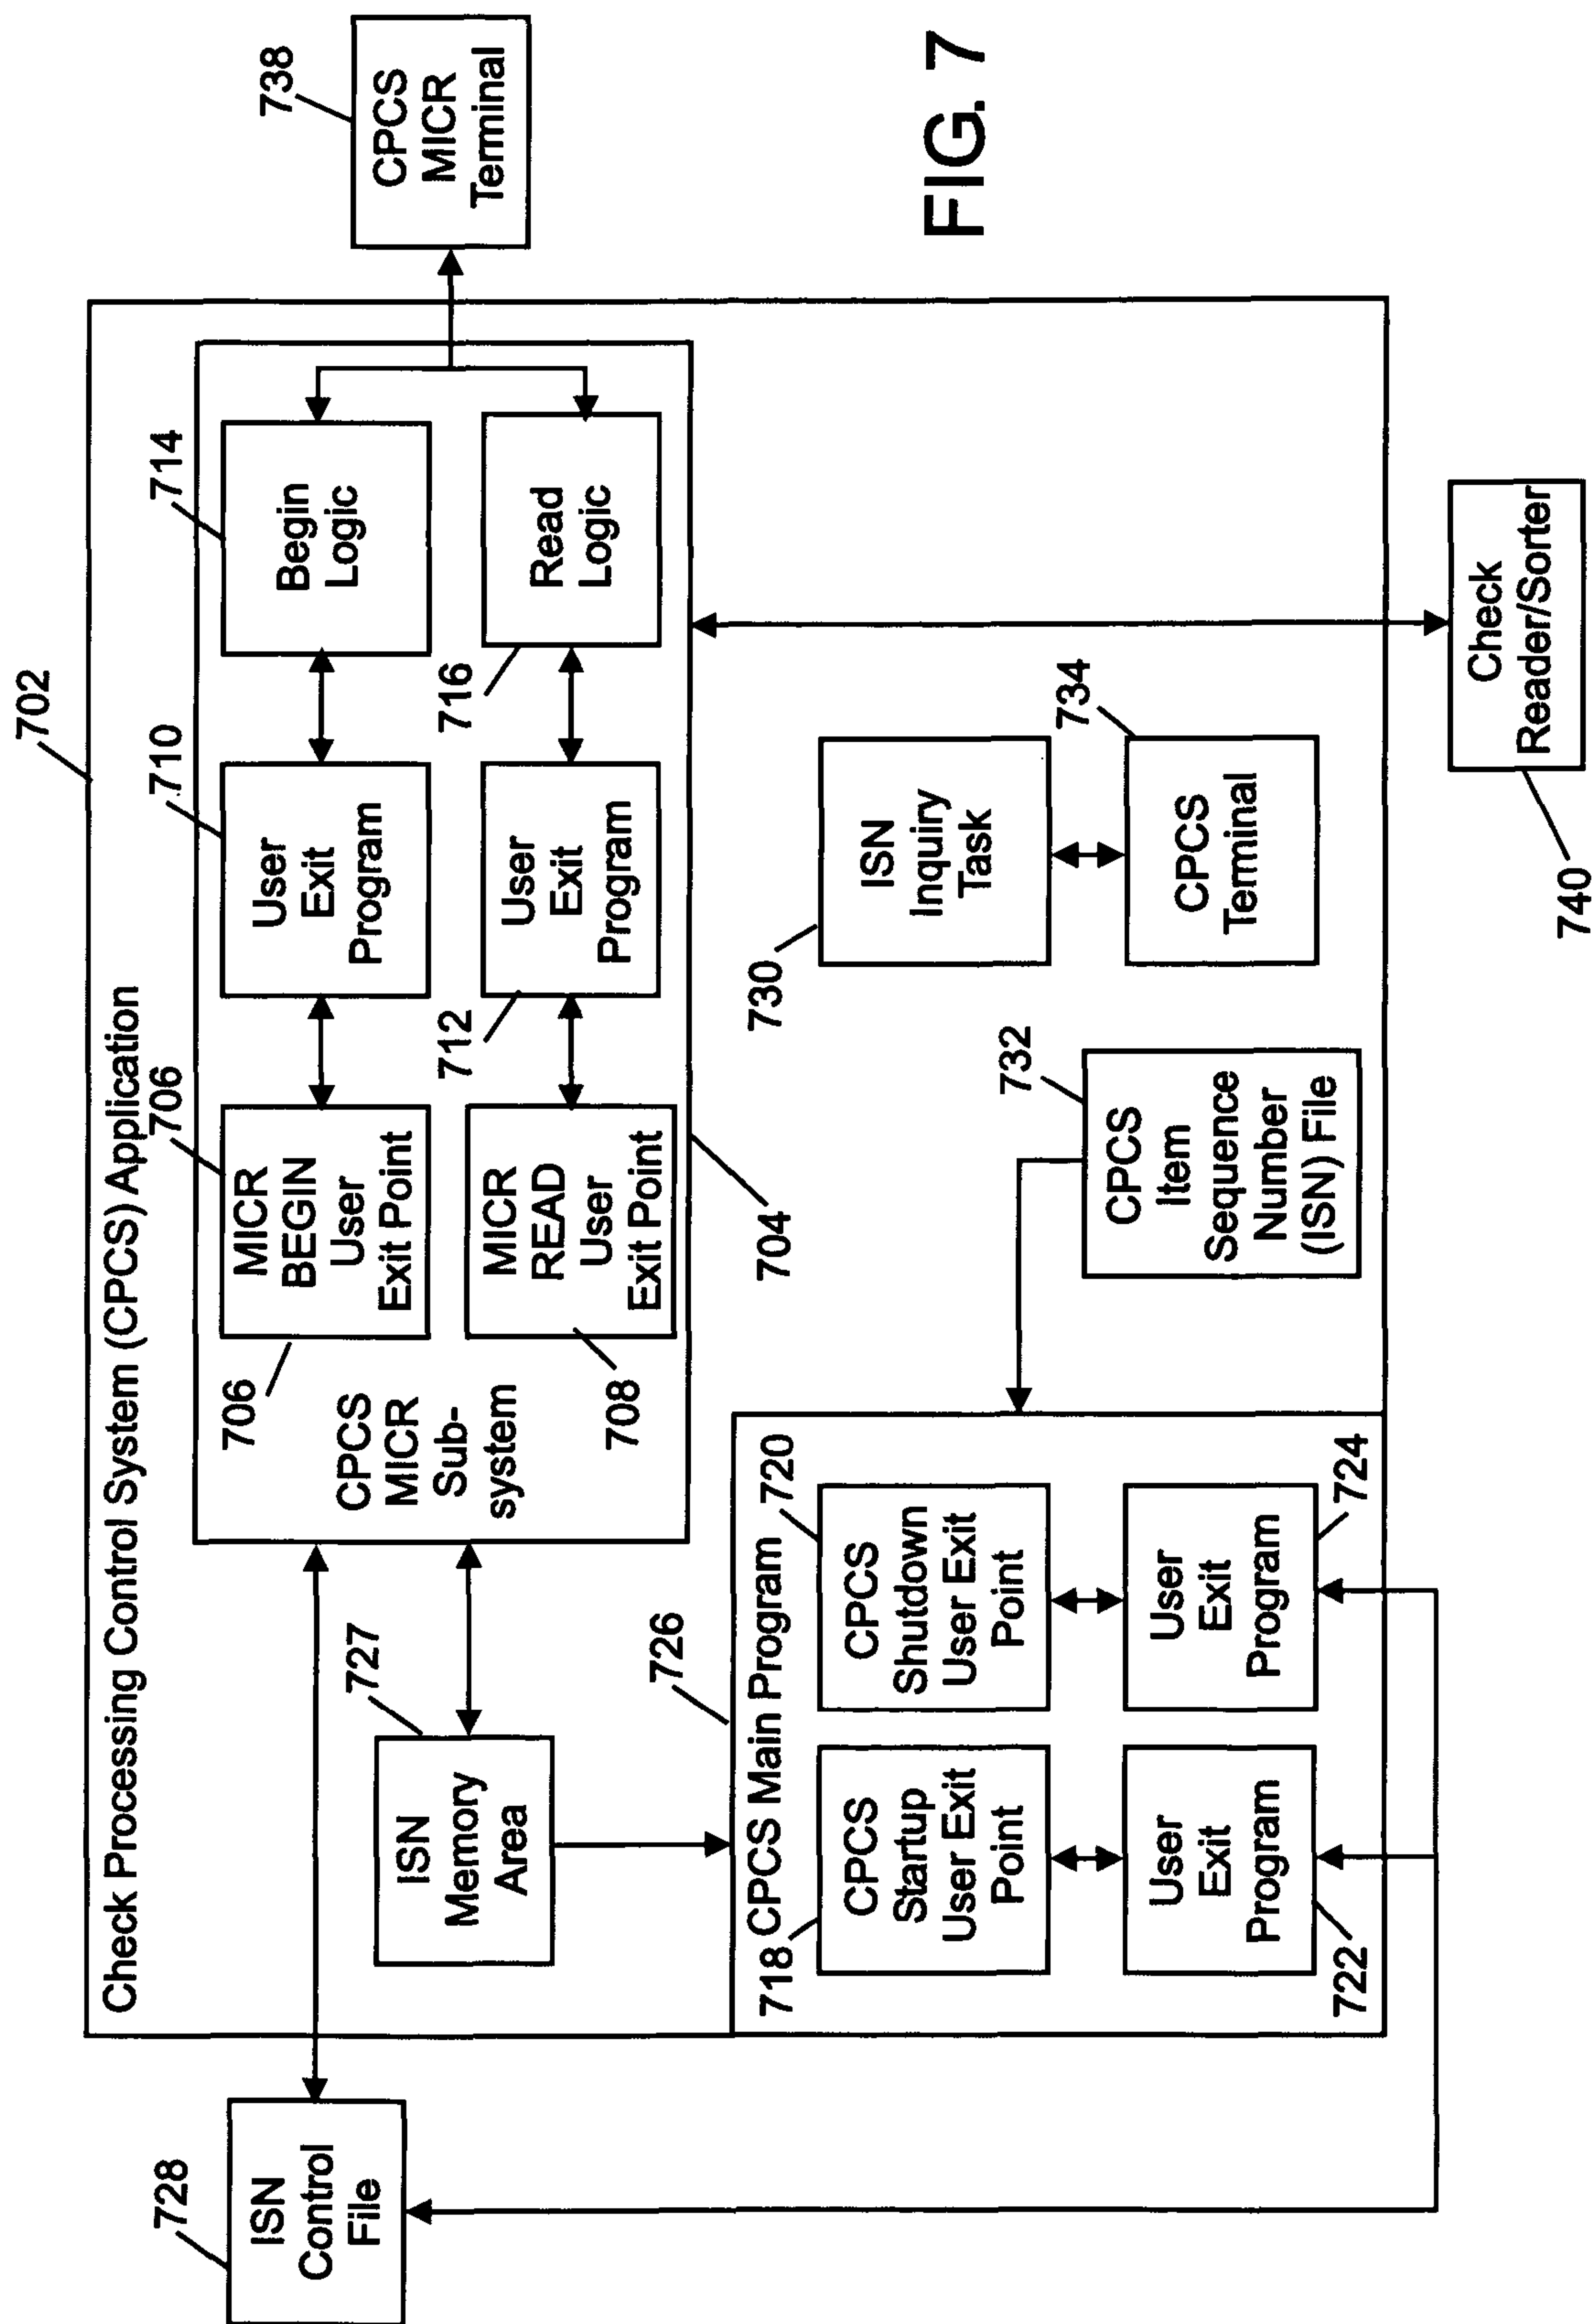 702
Check Processing Control System (CPCS) Application
706
710
714
738
CPCS
MICR
Terminal
728
ISN
Control
File
CPCS
MICR
Sub-
system
706
MICR
BEGIN
User
Exit Point
User
Exit
Program
Begin
Logic
708
MICR
READ
User
Exit Point
712
User
Exit
Program
716
Read
Logic
704
727
ISN
Memory
Area
726
CPCS Main Program
718
CPCS
Startup
User Exit
Point
720
CPCS
Shutdown
User Exit
Point
722
User
Exit
Program
724
User
Exit
Program
732
CPCS
Item
Sequence
Number
(ISN) File
730
ISN
Inquiry
Task
734
CPCS
Terminal
740
Check
Reader/Sorter
FIG. 7